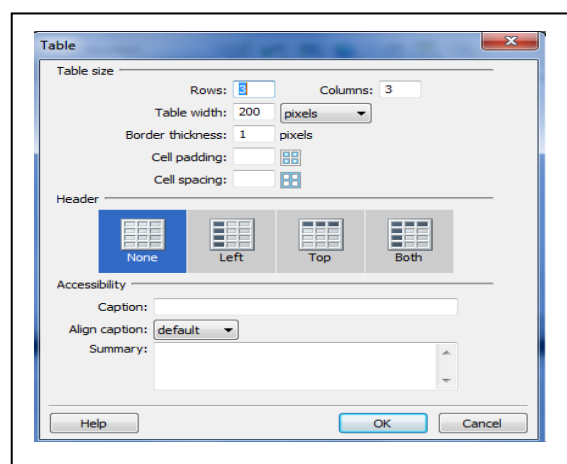 Table
Table size
Rows: 3 Columns: 3
Table width: 200 pixels
Border thickness: 1 pixels
Cell padding:
Cell spacing:
Header
None Left Top Both
Accessibility
Caption:
Align caption: default
Summary:
Help OK Cancel